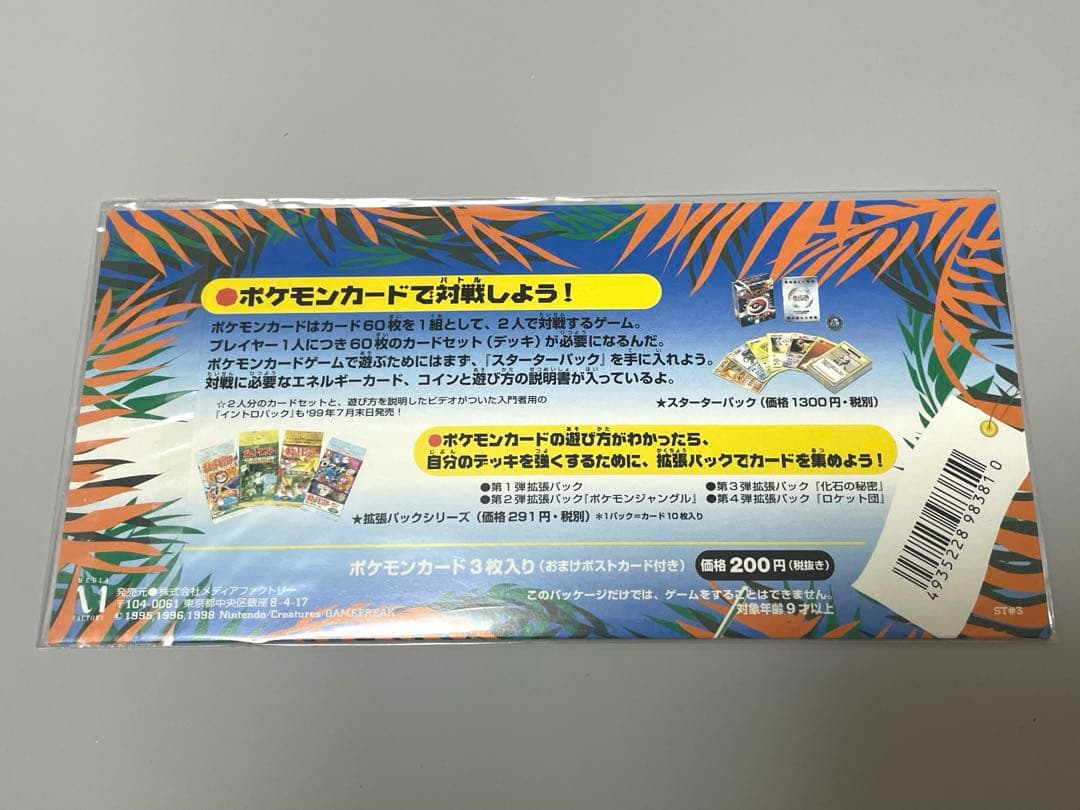 ●ポケモンカードで対戦しよう！
ポケモンカードはカード60枚を1組として、2人で対戦するゲーム。
プレイヤー1人につき60枚のカードセット（デッキ）が必要になるんだ。
ポケモンカードゲームで遊ぶためにはまず、『スターターパック』を手に入れよう。
対戦に必要なエネルギーカード、コインと遊び方の説明書が入っているよ。
☆2人分のカードセットと、遊び方を説明したビデオがついた入門者用の
『イントロパック』も'99年7月末日発売！
★スターターパック（価格1300円・税別）
●ポケモンカードの遊び方がわかったら、
自分のデッキを強くするために、拡張パックでカードを集めよう！
●第1弾拡張パック
●第2弾拡張パック『ポケモンジャングル』
●第3弾拡張パック『化石の秘密』
●第4弾拡張パック『ロケット団』
★拡張パックシリーズ（価格291円・税別）＊1パック=カード10枚入り
ポケモンカード3枚入り（おまけポストカード付き）
価格200円（税抜き）
このパッケージだけでは、ゲームをすることはできません。
対象年齢9才以上
MEDIA
FACTORY
発売元●株式会社メディアファクトリー
〒104-0061 東京都中央区銀座8-4-17
©1995,1996,1998 Nintendo/Creatures/GAMEFREAK
4935228983810
ST#3